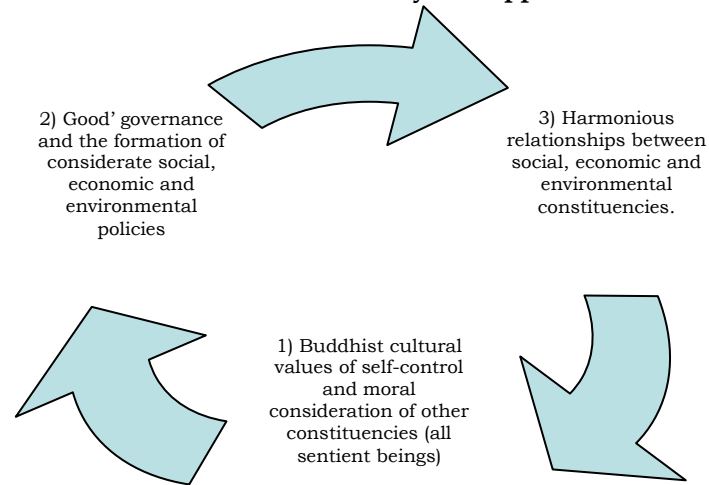 2) Good’ governance
and the formation of
considerate social,
economic and
environmental
policies
3) Harmonious
relationships between
social, economic and
environmental
constituencies.
1) Buddhist cultural
values of self-control
and moral
consideration of other
constituencies (all
sentient beings)